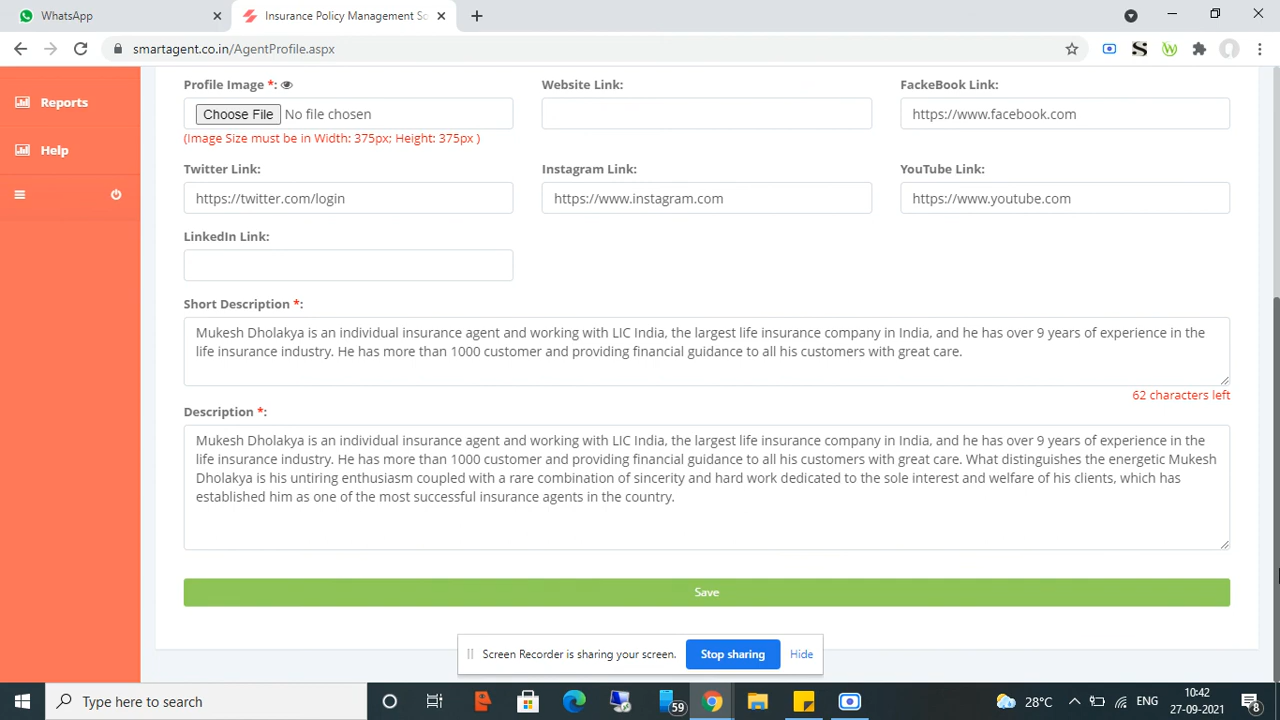 WhatsApp
Insurance Policy Management So
smartagent.co.in/AgentProfile.aspx
Reports
Help
Profile Image *:
Website Link:
FackeBook Link:
Choose File No file chosen
https://www.facebook.com
(Image Size must be in Width: 375px; Height: 375px )
Twitter Link:
Instagram Link:
YouTube Link:
https://twitter.com/login
https://www.instagram.com
https://www.youtube.com
LinkedIn Link:
Short Description *:
Mukesh Dholakya is an individual insurance agent and working with LIC India, the largest life insurance company in India, and he has over 9 years of experience in the
life insurance industry. He has more than 1000 customer and providing financial guidance to all his customers with great care.
62 characters left
Description *:
Mukesh Dholakya is an individual insurance agent and working with LIC India, the largest life insurance company in India, and he has over 9 years of experience in the
life insurance industry. He has more than 1000 customer and providing financial guidance to all his customers with great care. What distinguishes the energetic Mukesh
Dholakya is his untiring enthusiasm coupled with a rare combination of sincerity and hard work dedicated to the sole interest and welfare of his clients, which has
established him as one of the most successful insurance agents in the country.
Save
Screen Recorder is sharing your screen.
Stop sharing
Hide
Type here to search
59
28°C
ENG
10:42
27-09-2021
8